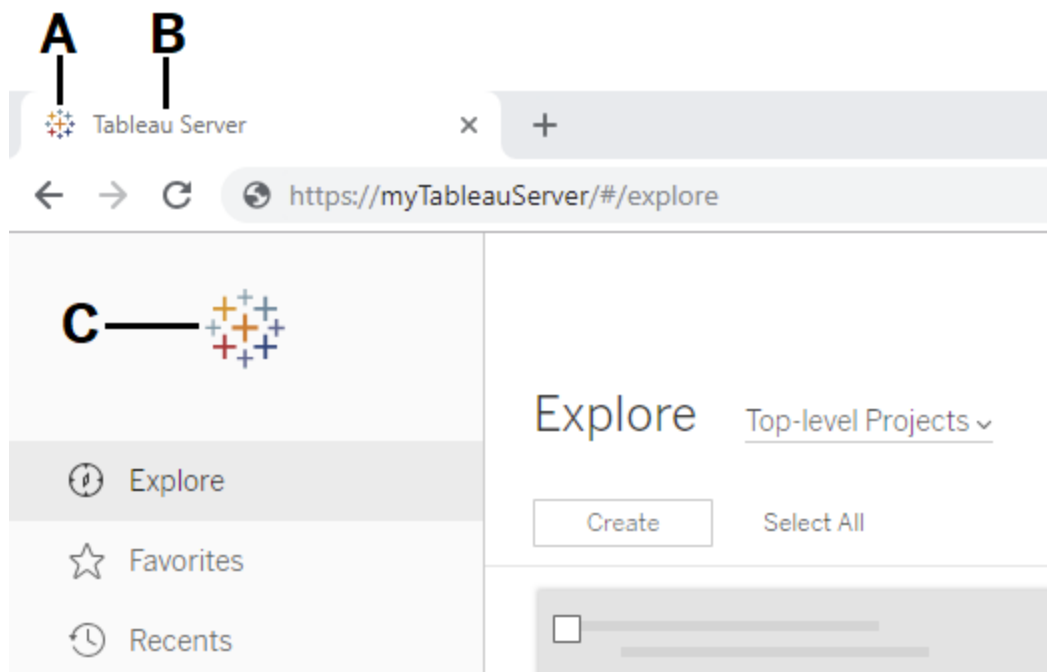 A B
Tableau Server
https://myTableauServer/#/explore
C
Explore Top-level Projects
Create Select All
Explore
Favorites
Recents